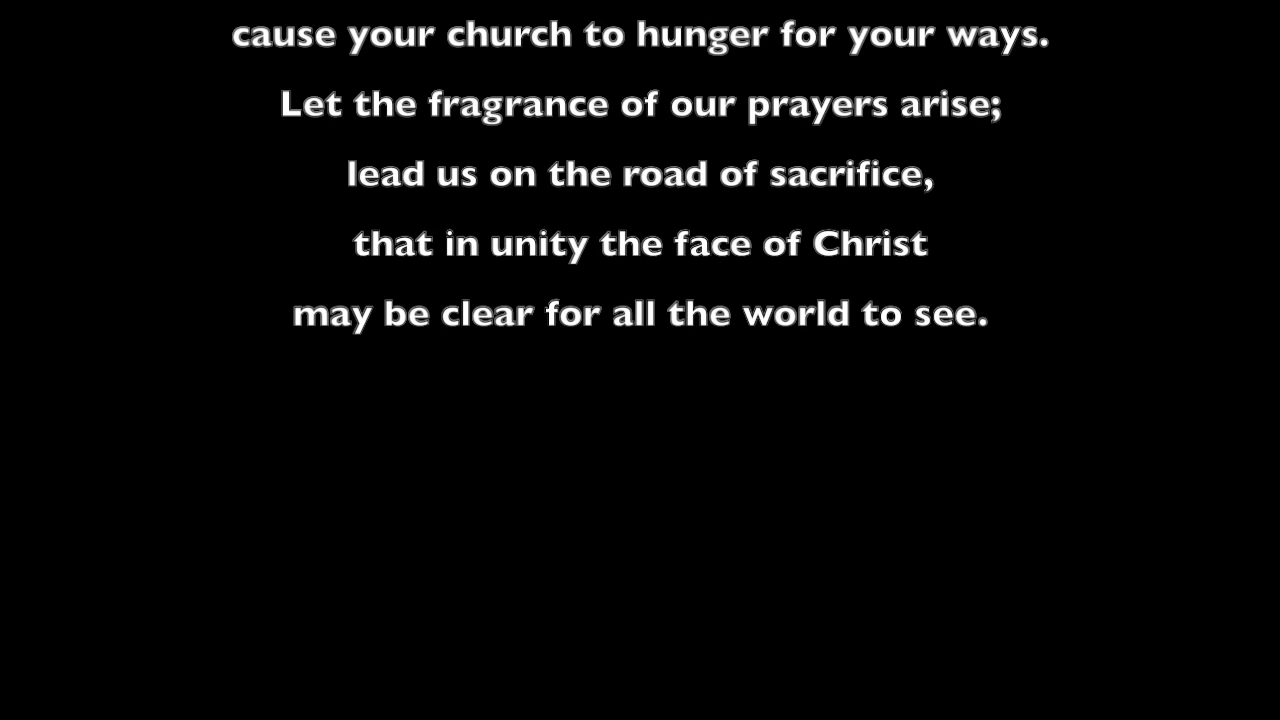 cause your church to hunger for your ways.
Let the fragrance of our prayers arise;
lead us on the road of sacrifice,
that in unity the face of Christ
may be clear for all the world to see.